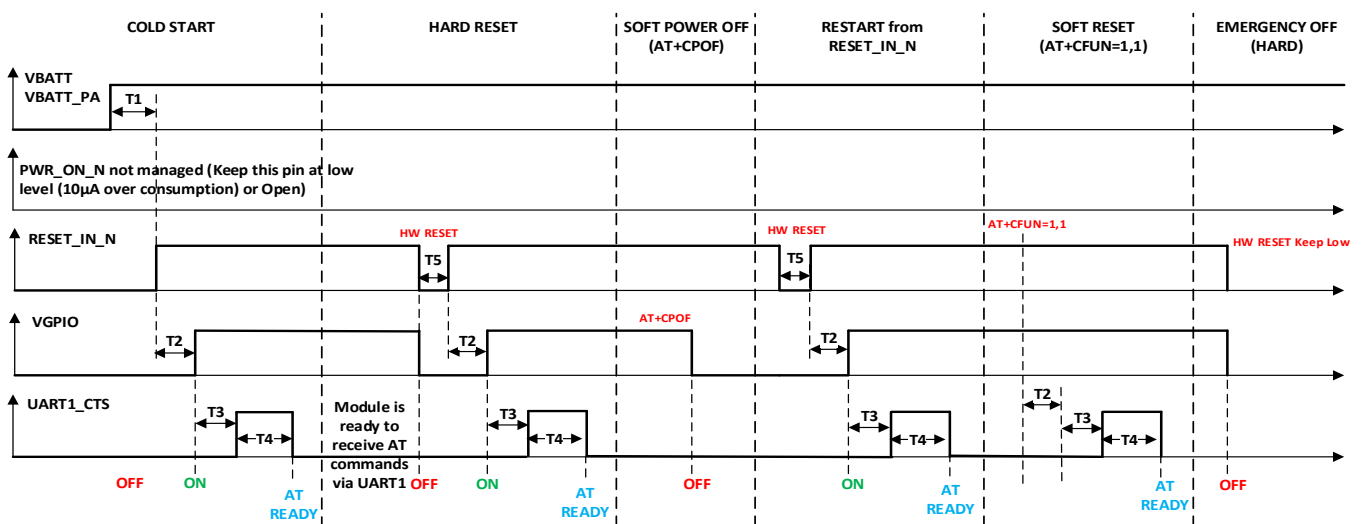 COLD START
HARD RESET
SOFT POWER OFF
(AT+CPOF)
RESTART from
RESET_IN_N
SOFT RESET
(AT+CFUN=1,1)
EMERGENCY OFF
(HARD)
VBATT
VBATT_PA
T1
PWR_ON_N not managed (Keep this pin at low
level (10µA over consumption) or Open)
RESET_IN_N
HW RESET
T5
HW RESET
T5
AT+CFUN=1,1
HW RESET Keep Low
VGPIO
T2
T2
AT+CPOF
T2
UART1_CTS
T3
T4
Module is
ready to
receive AT
commands
via UART1
T3
T4
T3
T4
T2
T3
T4
OFF
ON
AT
READY
OFF
ON
AT
READY
OFF
ON
AT
READY
AT
READY
OFF